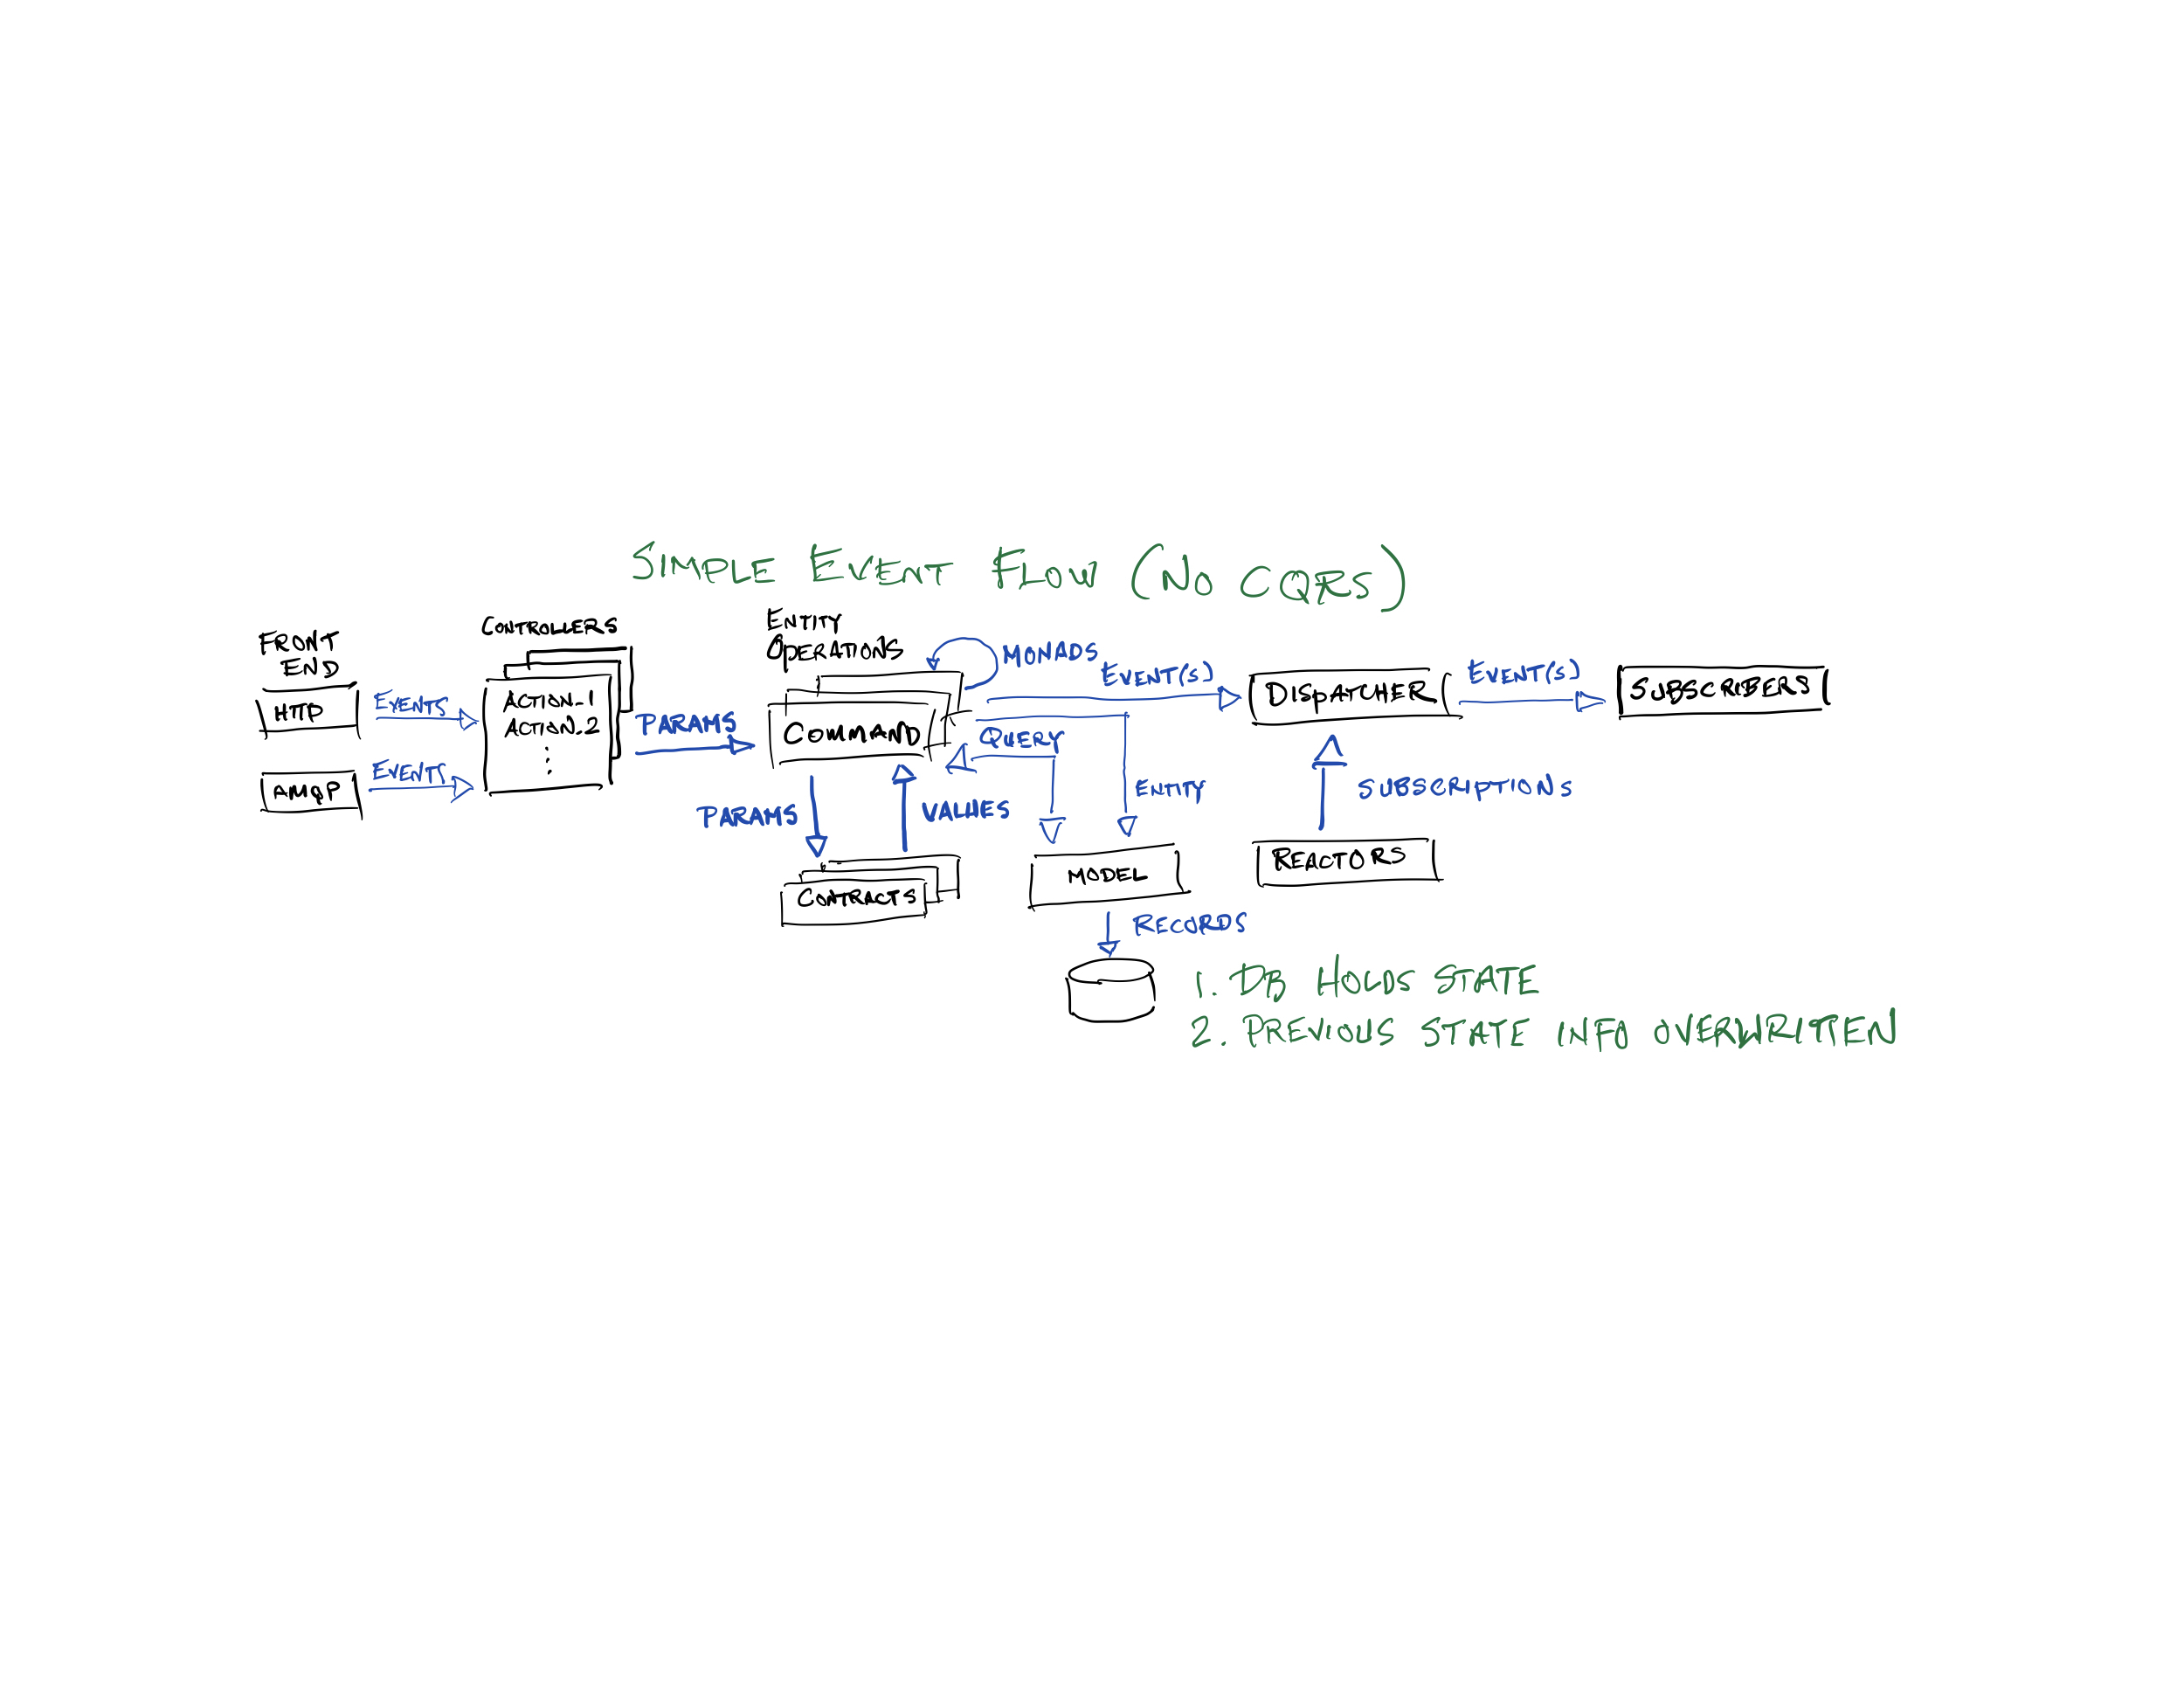 SIMPLE EVENT FLOW (NO CQRS)
FRONT
END
HTTP
AMQP
EVENTS
EVENTS
CONTROLLERS
ACTION_1
ACTION_2
PARAMS
ENTITY
OPERATIONS
COMMAND
MONADS
PARAMS
VALUES
CONTRACTS
QUERY
ENTITY
MODEL
RECORDS
EVENT(S)
DISPATCHER
EVENT(S)
SUBSCRIBERS
SUBSCRIPTIONS
REACTORS
1. DB HOLDS STATE
2. PREVIOUS STATE INFO OVERWRITTEN